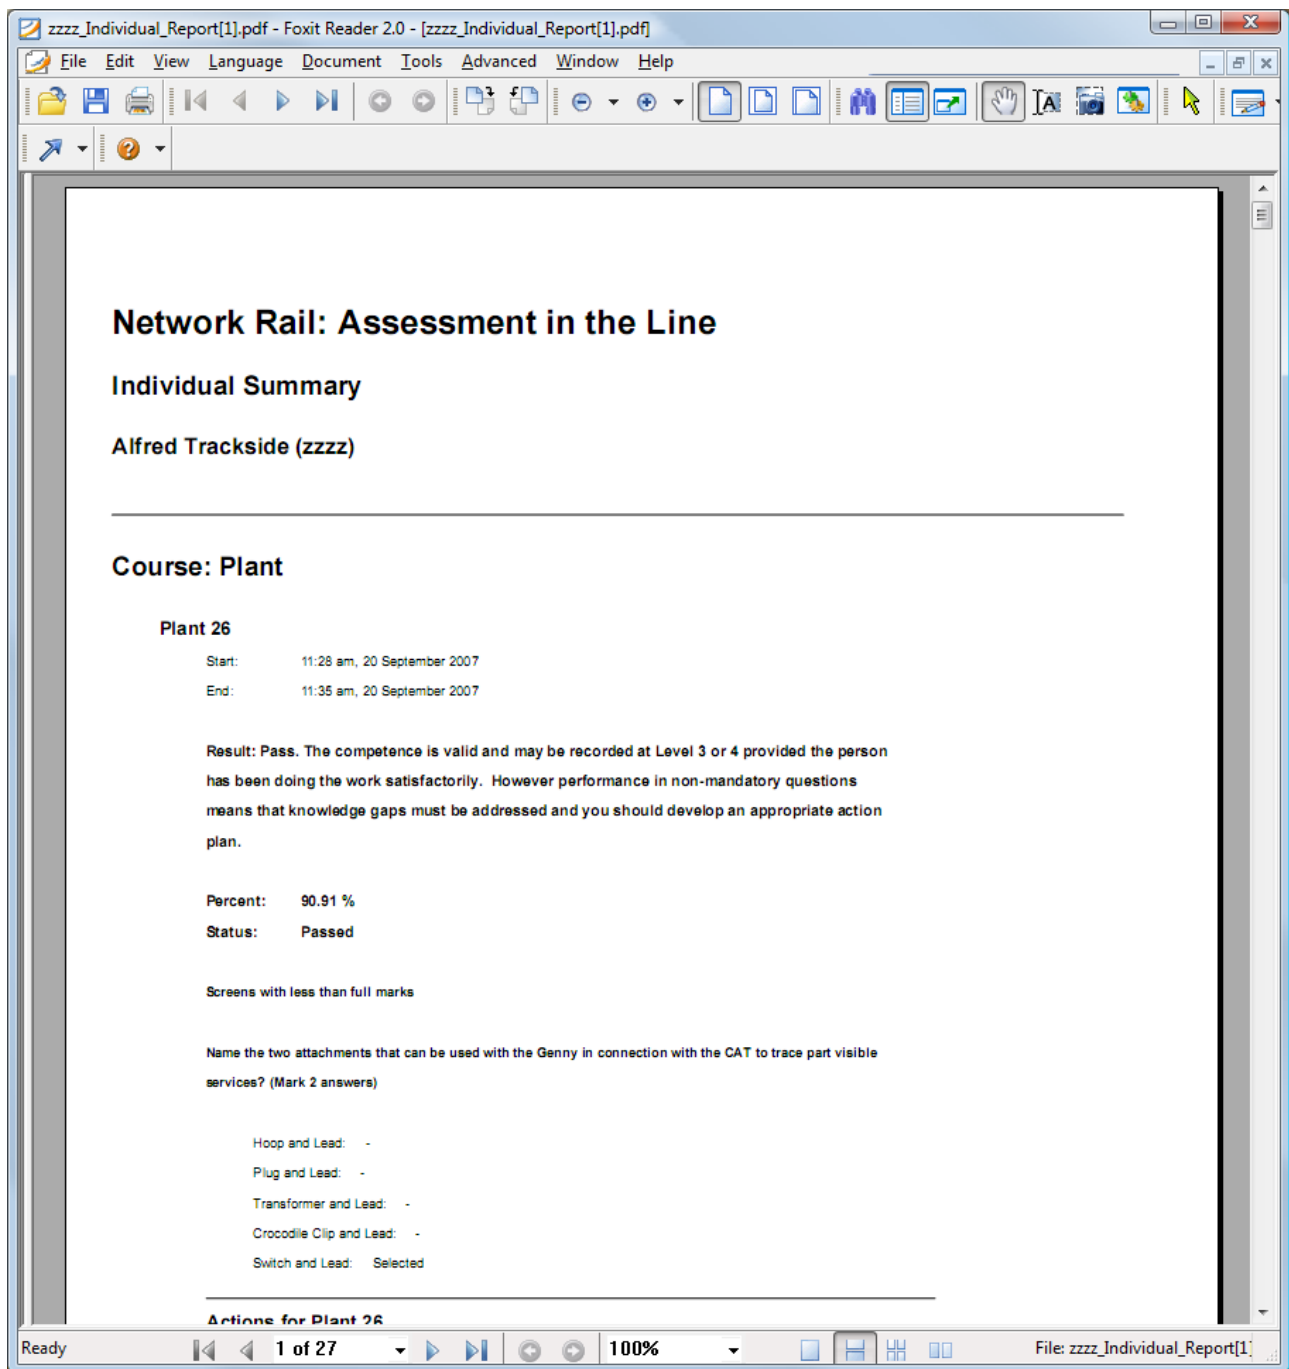 zzzz_Individual_Report[1].pdf - Foxit Reader 2.0 - [zzzz_Individual_Report[1].pdf]
File Edit View Language Document Tools Advanced Window Help
Network Rail: Assessment in the Line
Individual Summary
Alfred Trackside (zzzz)
Course: Plant
Plant 26
Start: 11:28 am, 20 September 2007
End: 11:35 am, 20 September 2007
Result: Pass. The competence is valid and may be recorded at Level 3 or 4 provided the person
has been doing the work satisfactorily. However performance in non-mandatory questions
means that knowledge gaps must be addressed and you should develop an appropriate action
plan.
Percent: 90.91 %
Status: Passed
Screens with less than full marks
Name the two attachments that can be used with the Genny in connection with the CAT to trace part visible
services? (Mark 2 answers)
Hoop and Lead: -
Plug and Lead: -
Transformer and Lead: -
Crocodile Clip and Lead: -
Switch and Lead: Selected
Actions for Plant 26
Ready 1 of 27 100% File: zzzz_Individual_Report[1]